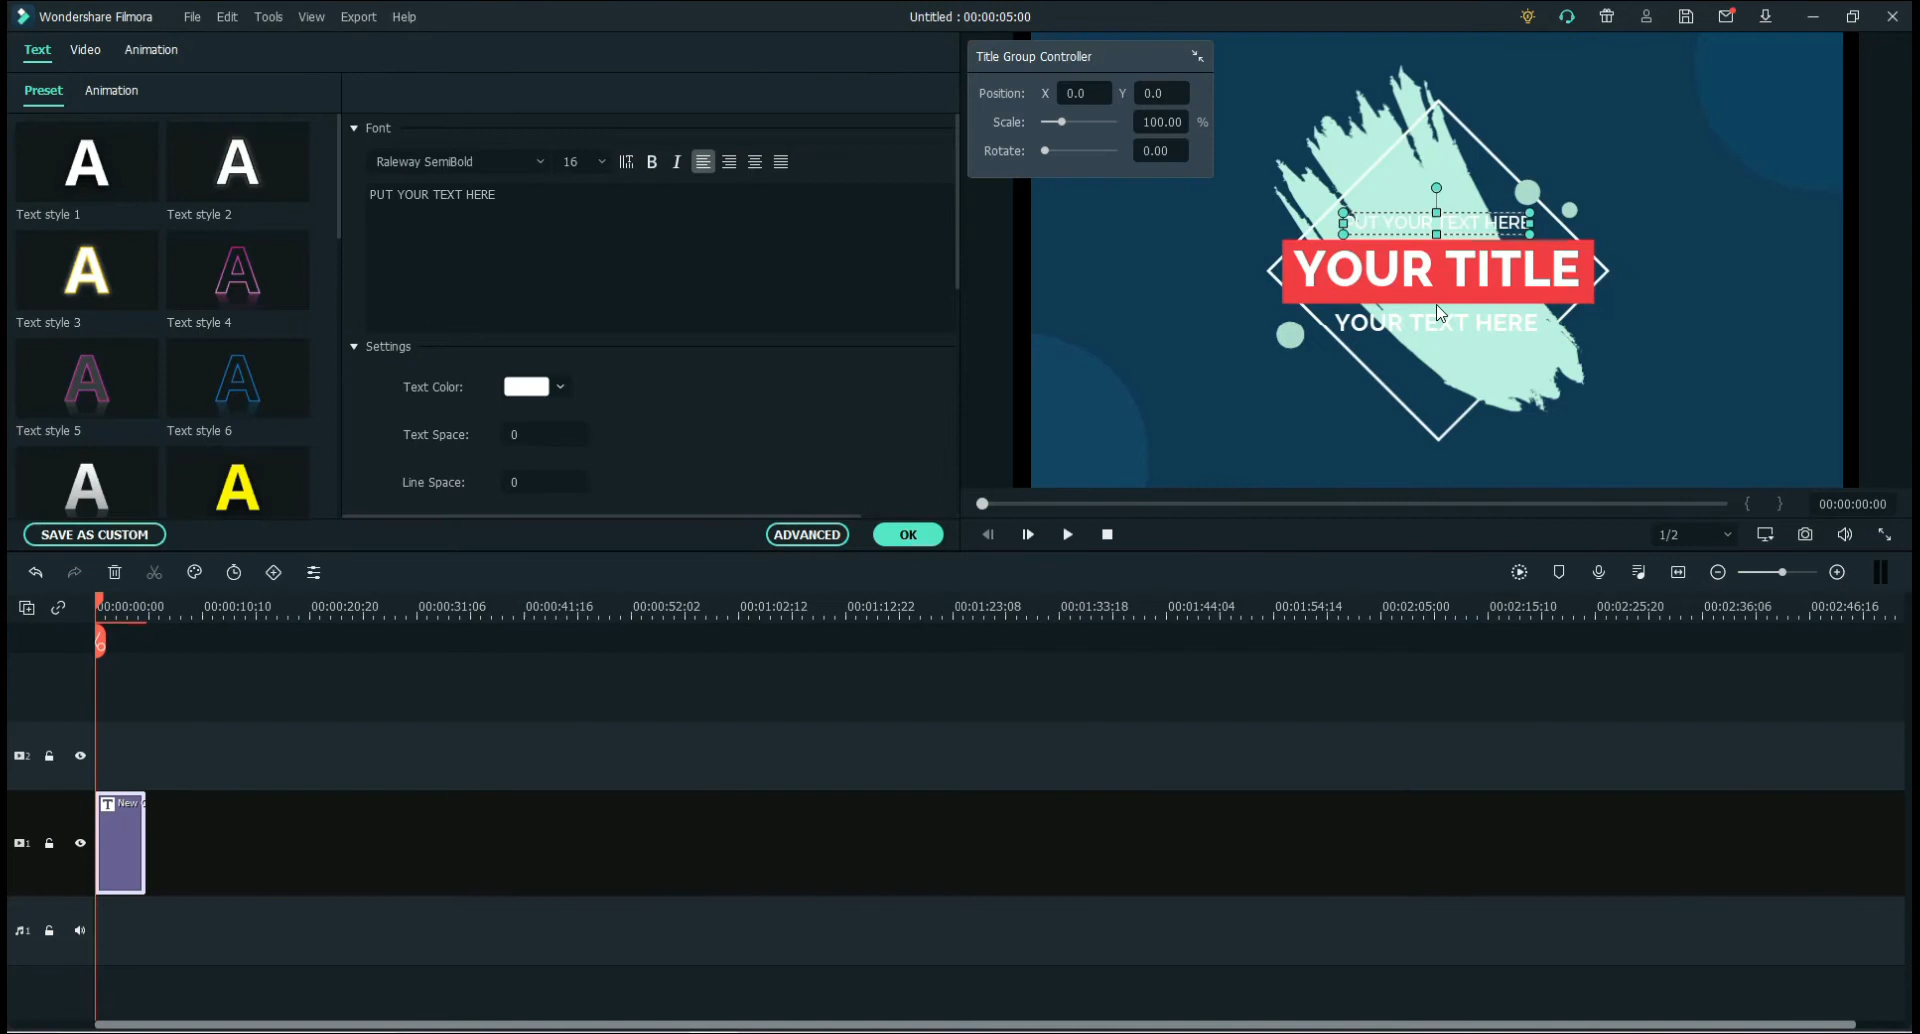 Wondershare Filmora File Edit Tools View Export Help Untitled : 00:00:05:00
Text Video Animation
Preset Animation
Text style 1 Text style 2
Text style 3 Text style 4
Text style 5 Text style 6
A A
A A
A A
A A
Font
Raleway SemiBold 16 B I
PUT YOUR TEXT HERE
Settings
Text Color:
Text Space: 0
Line Space: 0
SAVE AS CUSTOM ADVANCED OK
Title Group Controller
Position: X 0.0 Y 0.0
Scale: 100.00 %
Rotate: 0.00
PUT YOUR TEXT HERE
YOUR TITLE
YOUR TEXT HERE
{ } 00:00:00:00
1/2
00:00:00:00 00:00:10:10 00:00:20:20 00:00:31:06 00:00:41:16 00:00:52:02 00:01:02:12 00:01:12:22 00:01:23:08 00:01:33:18 00:01:44:04 00:01:54:14 00:02:05:00 00:02:15:10 00:02:25:20 00:02:36:06 00:02:46:16
2
T New
1
1